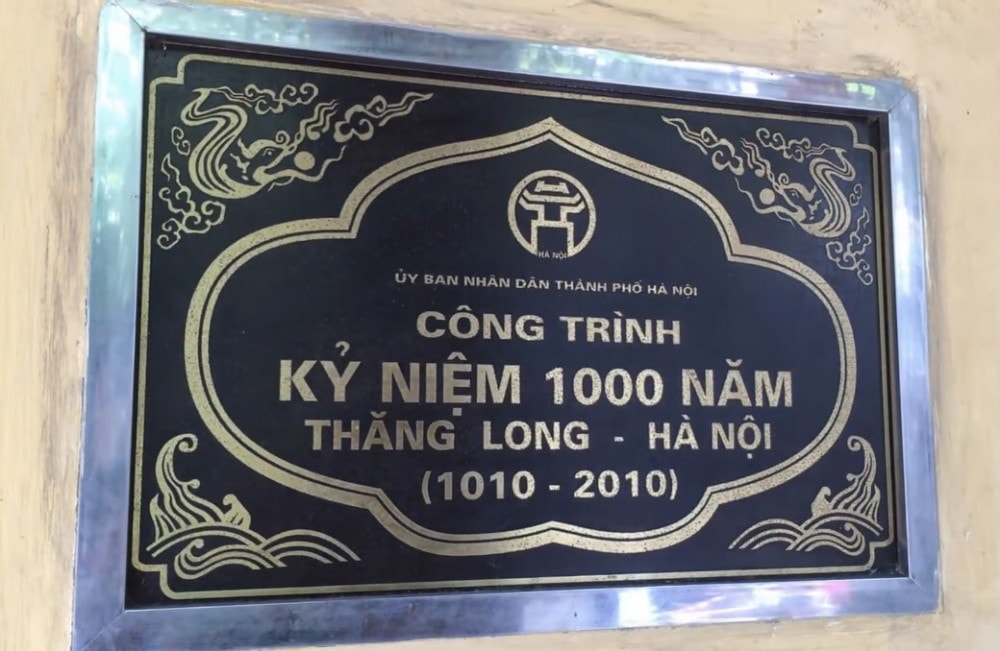 HÀ NỘI
ỦY BAN NHÂN DÂN THÀNH PHỐ HÀ NỘI
CÔNG TRÌNH
KỶ NIỆM 1000 NĂM
THĂNG LONG - HÀ NỘI
(1010 - 2010)